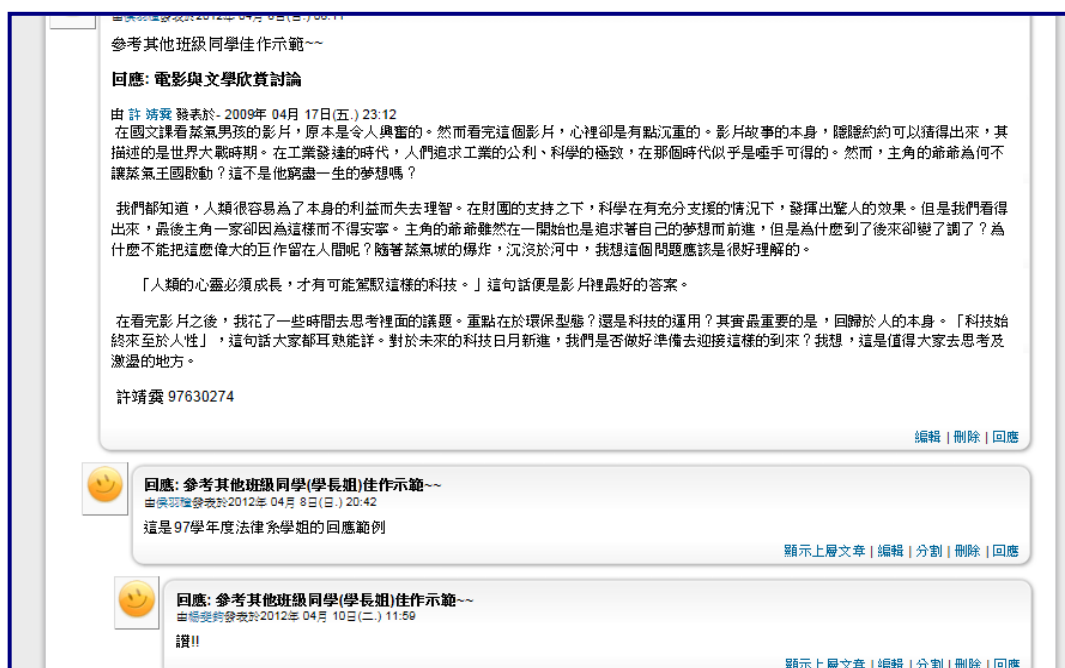 參考其他班級同學佳作示範~~
回應: 電影與文學欣賞討論
由 許 靖霙 發表於- 2009年 04月 17日(五.) 23:12
在國文課看蒸氣男孩的影片，原本是令人興奮的。然而看完這個影片，心裡卻是有點沉重的。影片故事的本身，隱隱約約可以猜得出來，其
描述的是世界大戰時期。在工業發達的時代，人們追求工業的公利、科學的極致，在那個時代似乎是唾手可得的。然而，主角的爺爺為何不
讓蒸氣王國啟動？這不是他窮盡一生的夢想嗎？
我們都知道，人類很容易為了本身的利益而失去理智。在財團的支持之下，科學在有充分支援的情況下，發揮出驚人的效果。但是我們看得
出來，最後主角一家卻因為這樣而不得安寧。主角的爺爺雖然在一開始也是追求著自己的夢想而前進，但是為什麼到了後來卻變了調了？為
什麼不能把這麼偉大的巨作留在人間呢？隨著蒸氣城的爆炸，沉沒於河中，我想這個問題應該是很好理解的。
「人類的心靈必須成長，才有可能駕馭這樣的科技。」這句話便是影片裡最好的答案。
在看完影片之後，我花了一些時間去思考裡面的議題。重點在於環保型態？還是科技的運用？其實最重要的是，回歸於人的本身。「科技始
終來至於人性」，這句話大家都耳熟能詳。對於未來的科技日月新進，我們是否做好準備去迎接這樣的到來？我想，這是值得大家去思考及
激盪的地方。
許靖霙 97630274
編輯 | 刪除 | 回應
回應: 參考其他班級同學(學長姐)佳作示範~~
由侯羽穜發表於2012年 04月 8日(日.) 20:42
這是97學年度法律系學姐的回應範例
顯示上層文章 | 編輯 | 分割 | 刪除 | 回應
回應: 參考其他班級同學(學長姐)佳作示範~~
發表於2012年 04月 10日(二.) 11:59
讚!!
顯示上層文章 | 編輯 | 分割 | 刪除 | 回應